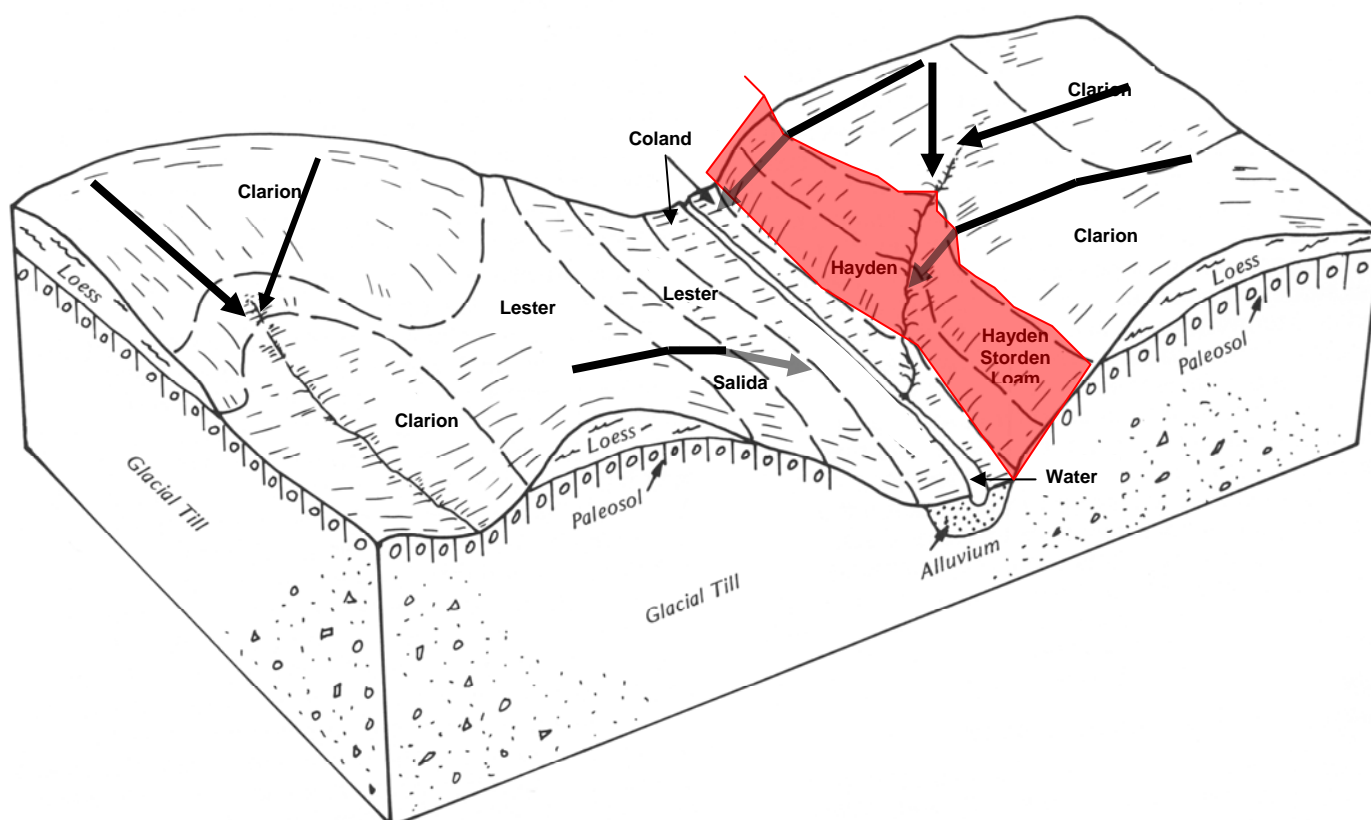 Clarion
Coland
Clarion
Clarion
Loess
Hayden
Loess
Lester
Lester
Hayden
Storden
Loam
Paleosol
Salida
Clarion
Loess
Water
Glacial Till
Paleosol
Alluvium
Glacial Till